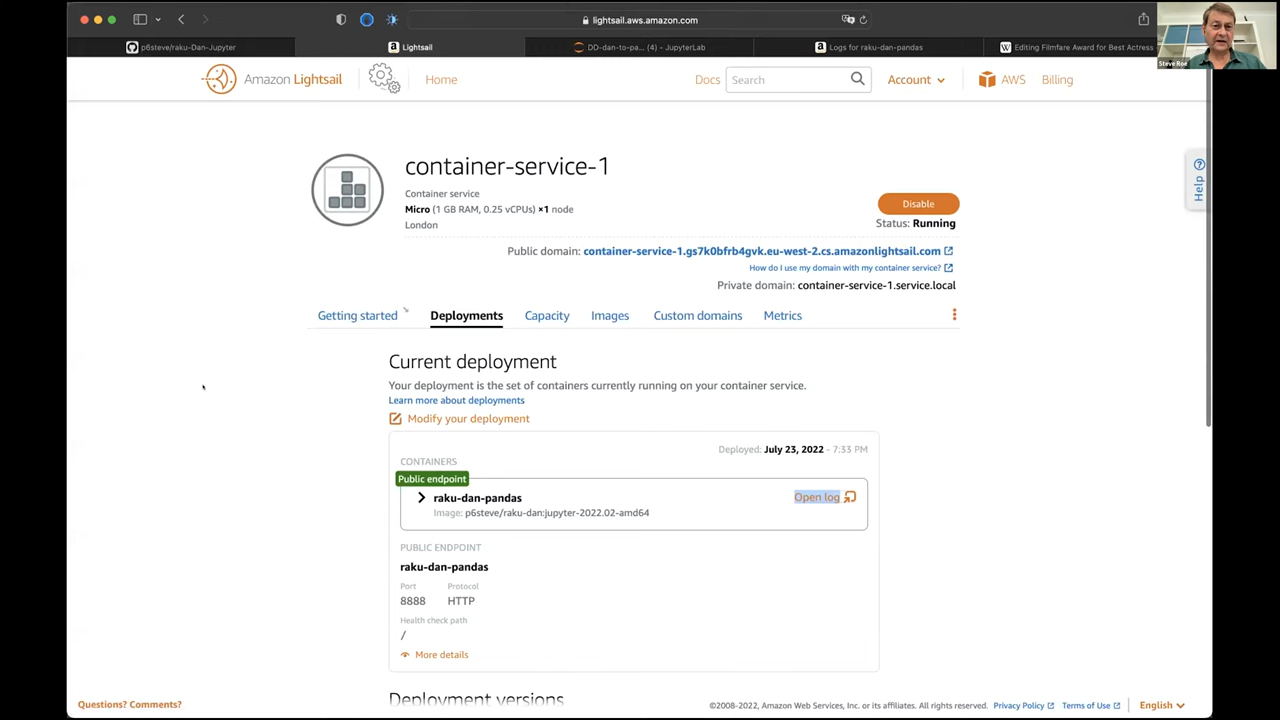 lightsail.aws.amazon.com
p6steve/raku-Dan-Jupyter
Lightsail
DD-dan-to-pa... (4) - JupyterLab
Logs for raku-dan-pandas
Editing Filmfare Award for Best Actress
Steve Roe
Amazon Lightsail
Home
Docs
Search
Account
AWS
Billing
Help
container-service-1
Container service
Micro (1 GB RAM, 0.25 vCPUs) ×1 node
London
Disable
Status: Running
Public domain: container-service-1.gs7k0bfrb4gvk.eu-west-2.cs.amazonlightsail.com
How do I use my domain with my container service?
Private domain: container-service-1.service.local
Getting started
Deployments
Capacity
Images
Custom domains
Metrics
Current deployment
Your deployment is the set of containers currently running on your container service.
Learn more about deployments
Modify your deployment
Deployed: July 23, 2022 - 7:33 PM
CONTAINERS
Public endpoint
raku-dan-pandas
Open log
Image: p6steve/raku-dan:jupyter-2022.02-amd64
PUBLIC ENDPOINT
raku-dan-pandas
Port Protocol
8888 HTTP
Health check path
/
More details
Deployment versions
Questions? Comments?
©2008-2022, Amazon Web Services, Inc. or its affiliates. All rights reserved.
Privacy Policy
Terms of Use
English